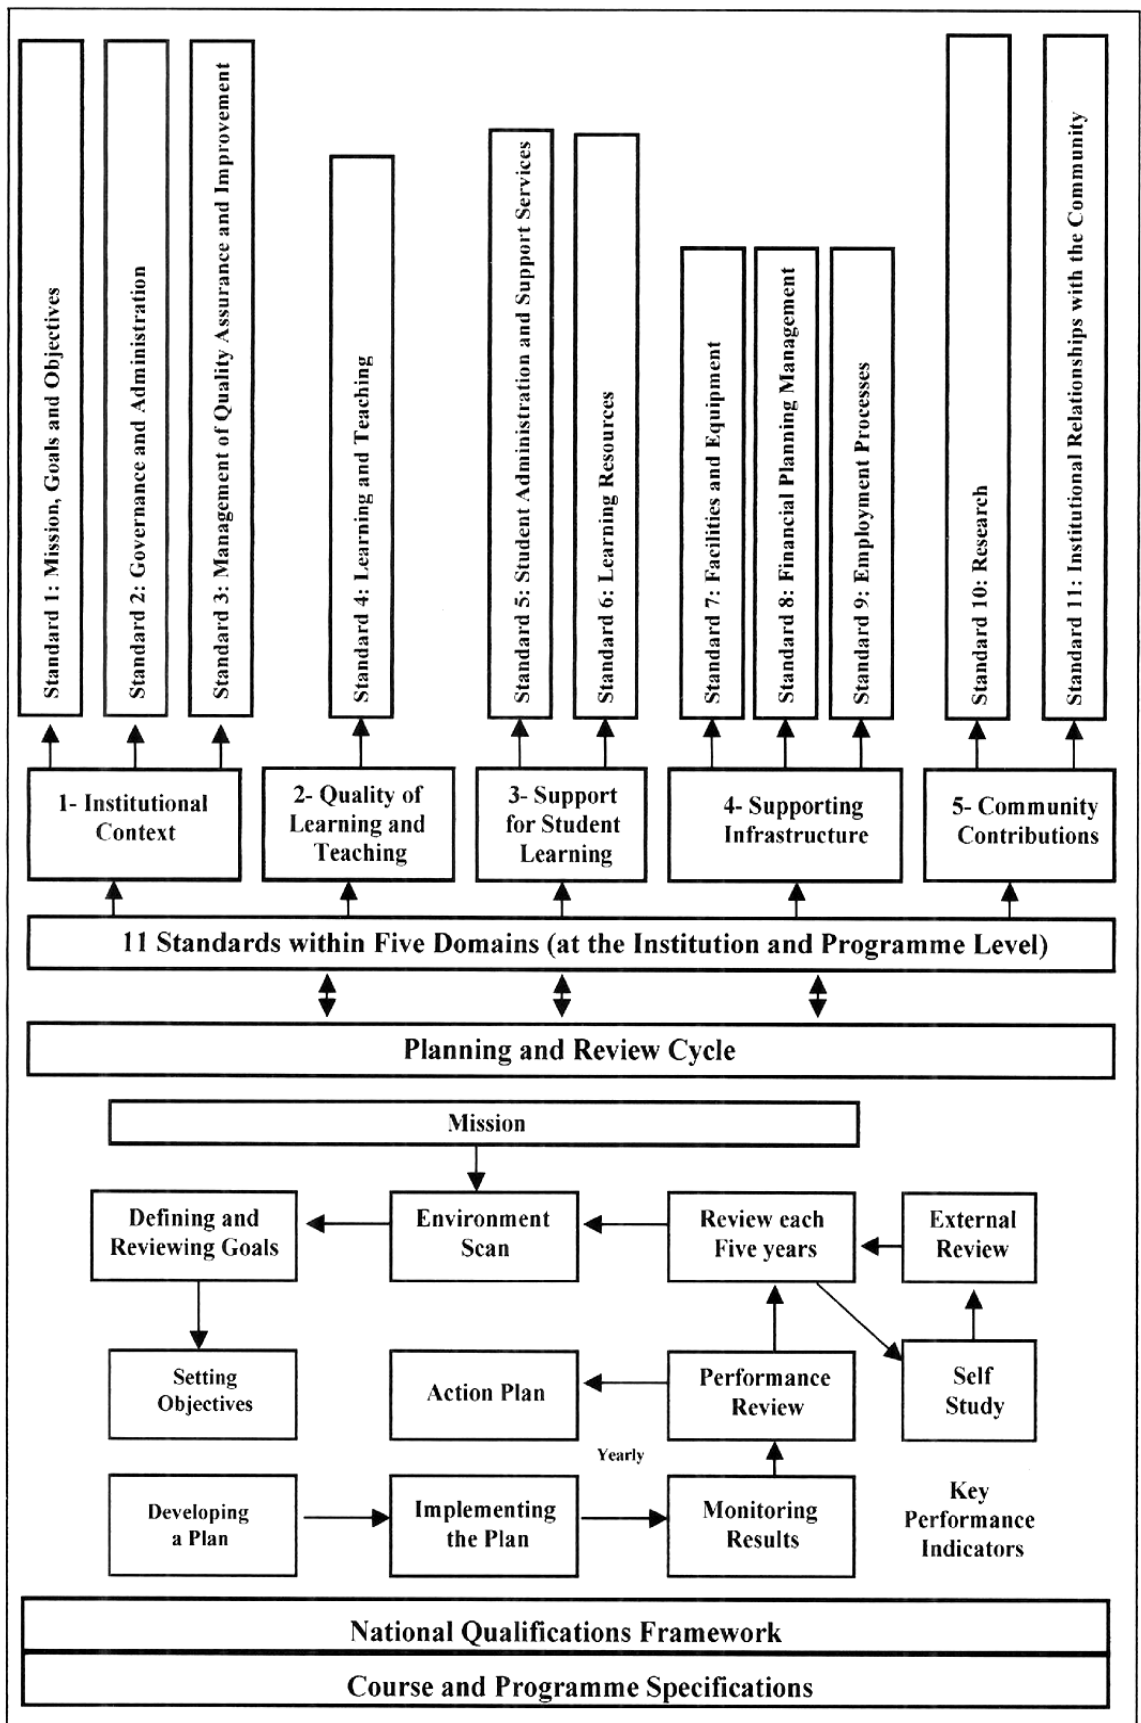 Standard 1: Mission, Goals and Objectives
Standard 2: Governance and Administration
Standard 3: Management of Quality Assurance and Improvement
Standard 4: Learning and Teaching
Standard 5: Student Administration and Support Services
Standard 6: Learning Resources
Standard 7: Facilities and Equipment
Standard 8: Financial Planning Management
Standard 9: Employment Processes
Standard 10: Research
Standard 11: Institutional Relationships with the Community
1- Institutional
Context
2- Quality of
Learning and
Teaching
3- Support
for Student
Learning
4- Supporting
Infrastructure
5- Community
Contributions
11 Standards within Five Domains (at the Institution and Programme Level)
Planning and Review Cycle
Mission
Defining and
Reviewing Goals
Environment
Scan
Review each
Five years
External
Review
Setting
Objectives
Action Plan
Performance
Review
Self
Study
Yearly
Developing
a Plan
Implementing
the Plan
Monitoring
Results
Key
Performance
Indicators
National Qualifications Framework
Course and Programme Specifications